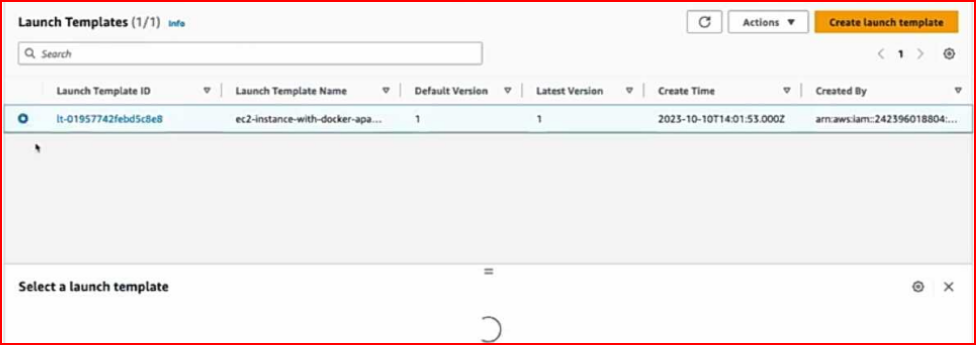 Launch Templates (1/1) Info Actions Create launch template
Search 1
Launch Template ID Launch Template Name Default Version Latest Version Create Time Created By
lt-01957742febd5c8e8 ec2-instance-with-docker-apa... 1 1 2023-10-10T14:01:53.000Z arn:aws:iam::242396018804:...
Select a launch template